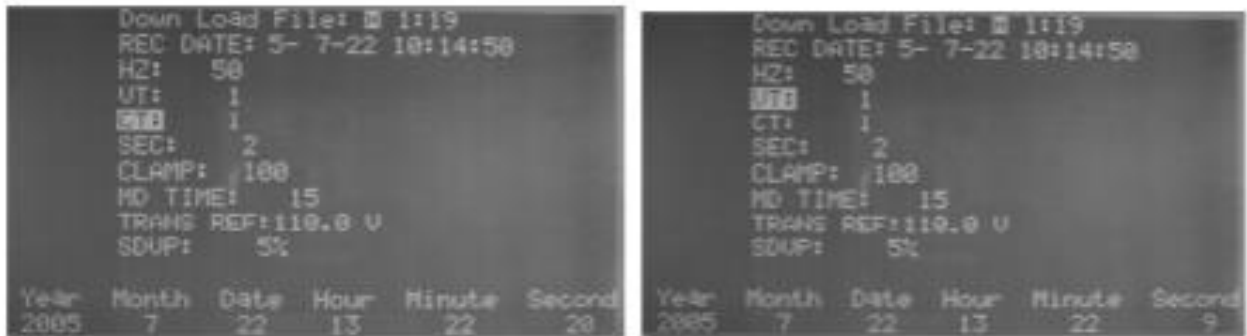 Down Load File: M 1:19
REC DATE: 5- 7-22 10:14:50
HZ: 50
VT: 1
CT: 1
SEC: 2
CLAMP: 100
MD TIME: 15
TRANS REF:110.0 V
SDVP: 5%
Year Month Date Hour Minute Second
2005 7 22 13 22 20
Down Load File: M 1:19
REC DATE: 5- 7-22 10:14:50
HZ: 50
VT: 1
CT: 1
SEC: 2
CLAMP: 100
MD TIME: 15
TRANS REF:110.0 V
SDVP: 5%
Year Month Date Hour Minute Second
2005 7 22 13 22 9